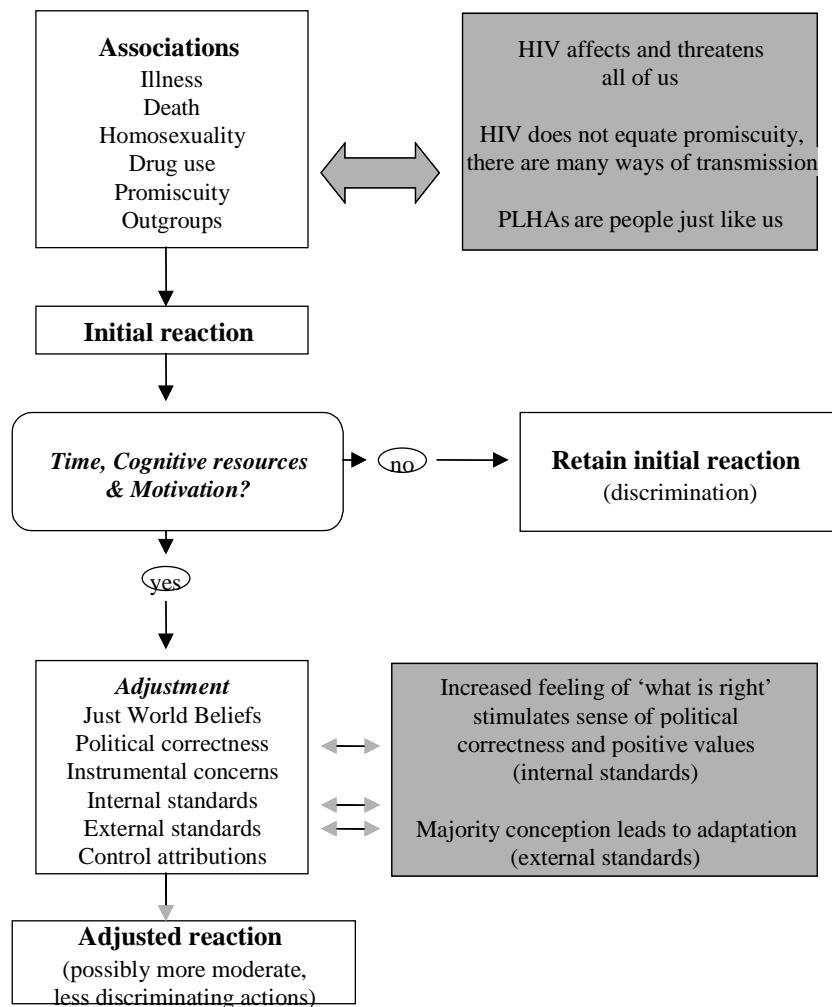 Associations
Illness
Death
Homosexuality
Drug use
Promiscuity
Outgroups
HIV affects and threatens
all of us
HIV does not equate promiscuity,
there are many ways of transmission
PLHAs are people just like us
Initial reaction
Time, Cognitive resources
& Motivation?
no
Retain initial reaction
(discrimination)
yes
Adjustment
Just World Beliefs
Political correctness
Instrumental concerns
Internal standards
External standards
Control attributions
Increased feeling of ‘what is right’
stimulates sense of political
correctness and positive values
(internal standards)
Majority conception leads to adaptation
(external standards)
Adjusted reaction
(possibly more moderate,
less discriminating actions)